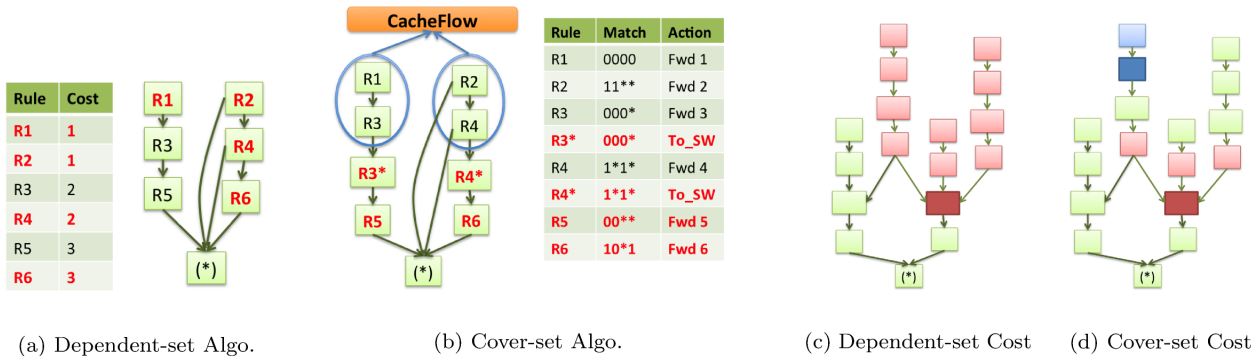 Rule Cost
R1 1
R2 1
R3 2
R4 2
R5 3
R6 3
R1 R2
R3 R4
R5 R6
(*)
(a) Dependent-set Algo.
CacheFlow
R1 R2
R3 R4
R3* R4*
R5 R6
(*)
Rule Match Action
R1 0000 Fwd 1
R2 11** Fwd 2
R3 000* Fwd 3
R3* 000* To_SW
R4 1*1* Fwd 4
R4* 1*1* To_SW
R5 00** Fwd 5
R6 10*1 Fwd 6
(b) Cover-set Algo.
(*)
(c) Dependent-set Cost
(*)
(d) Cover-set Cost